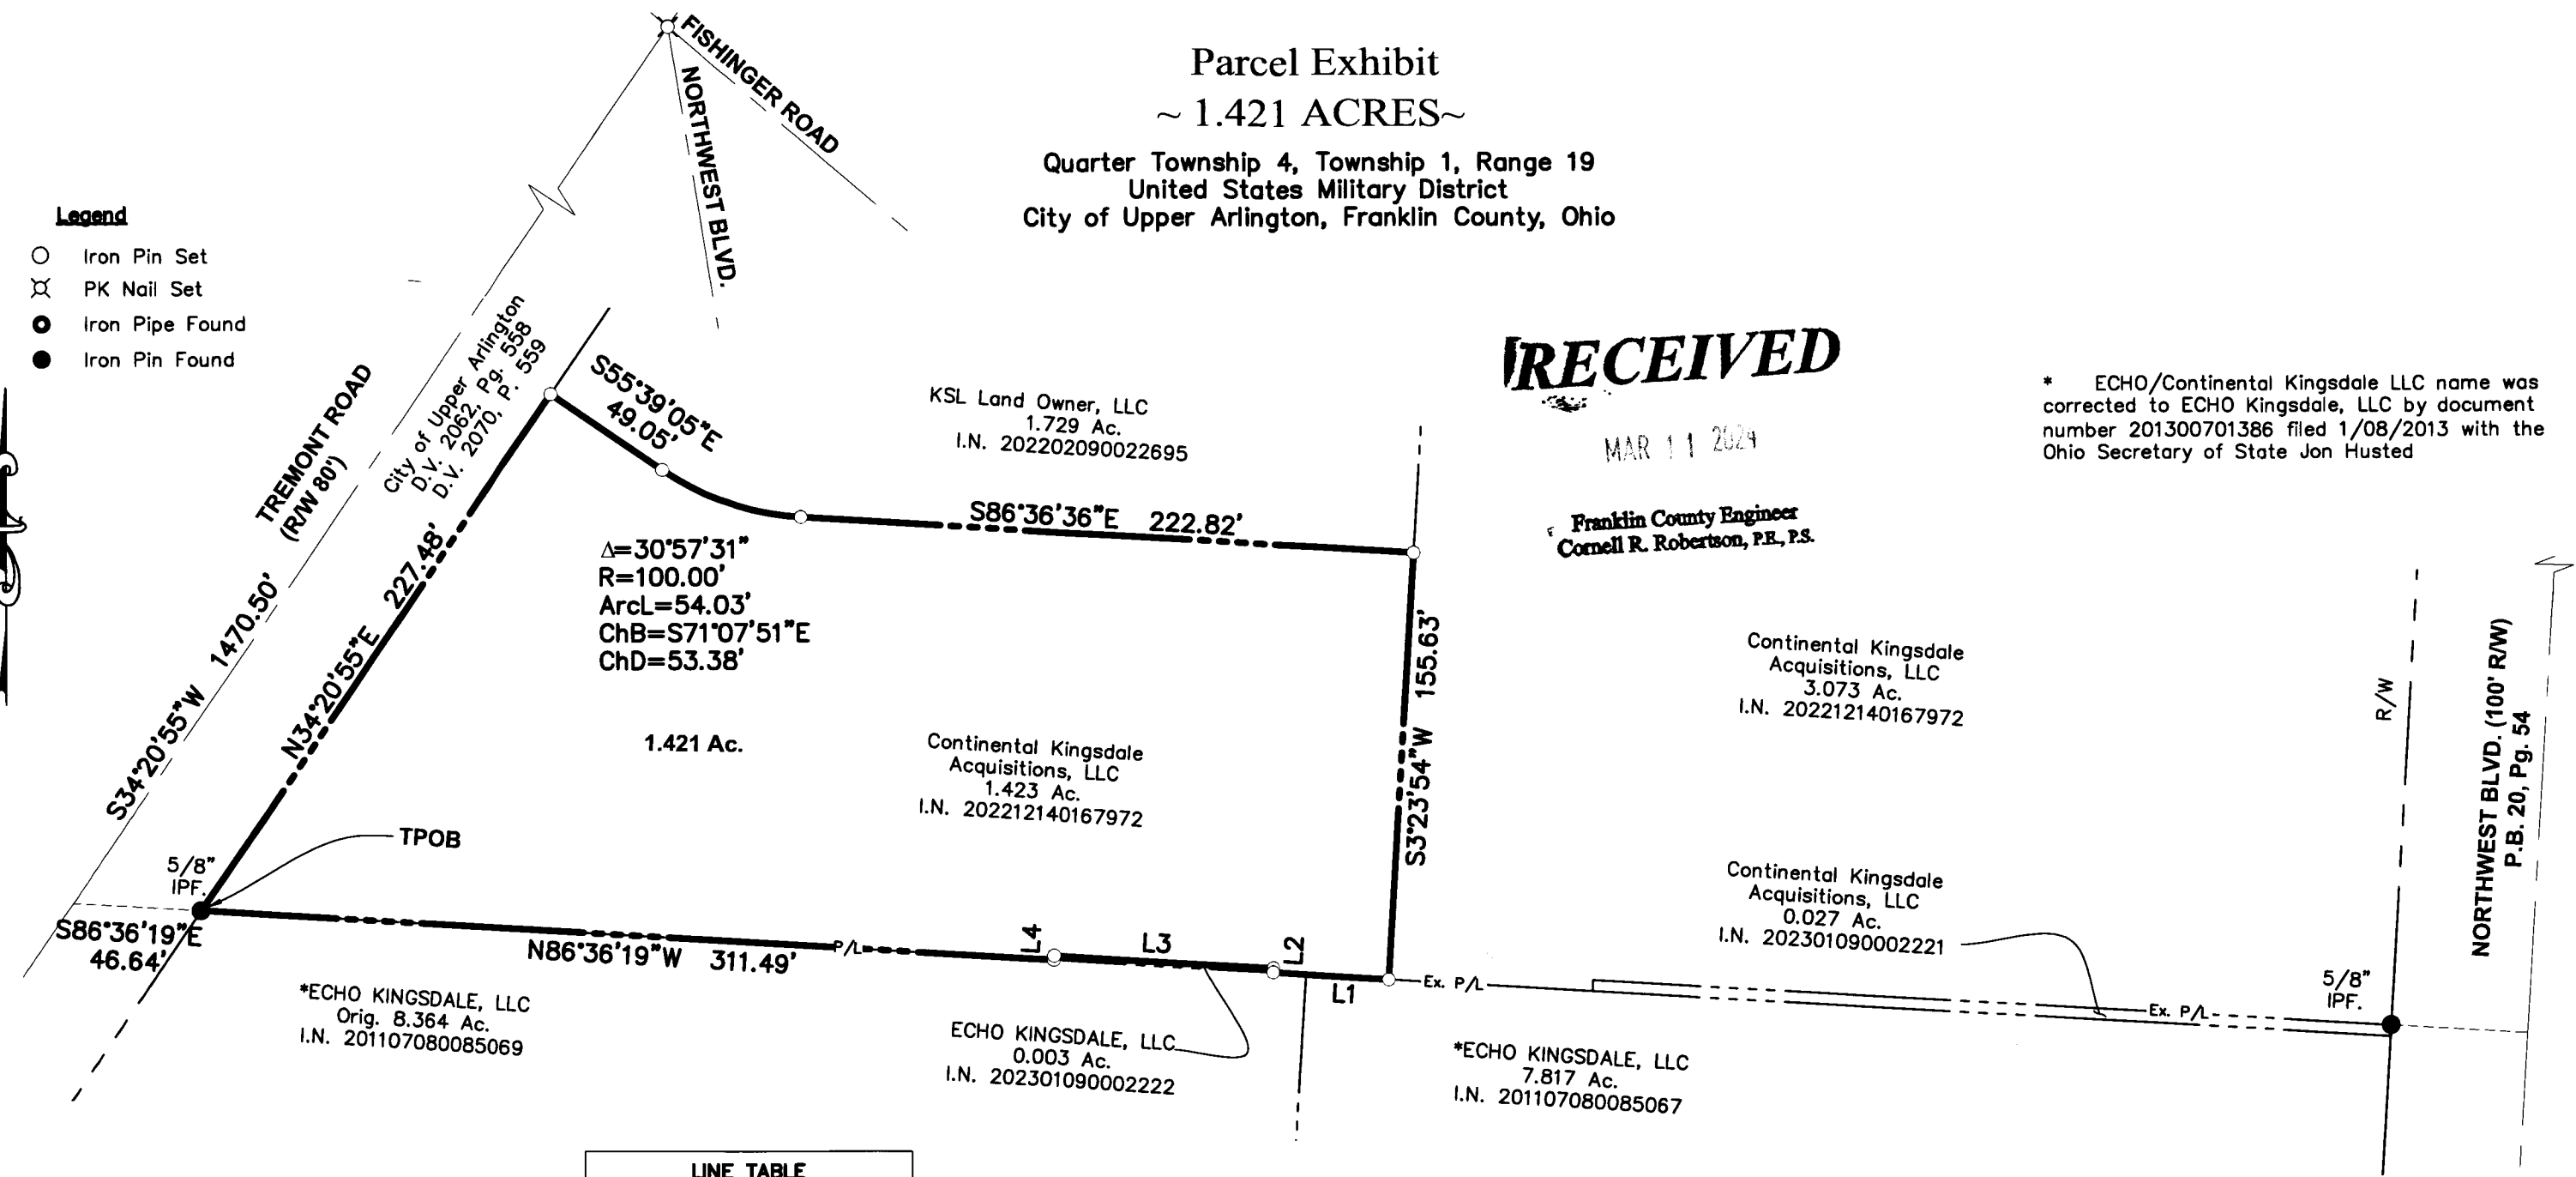 Parcel Exhibit
~ 1.421 ACRES~
Quarter Township 4, Township 1, Range 19
United States Military District
City of Upper Arlington, Franklin County, Ohio
FISHINGER ROAD
NORTHWEST BLVD.
Legend
Iron Pin Set
PK Nail Set
Iron Pipe Found
Iron Pin Found
TREMONT ROAD
(R/W 80')
City of Upper Arlington
D.V. 2062, Pg. 558
D.V. 2070, P. 559
S34°20'55"W 1470.50'
N34°20'55"E 227.48'
S55°39'05"E
49.05'
KSL Land Owner, LLC
1.729 Ac.
I.N. 202202090022695
RECEIVED
MAR 11 2024
Franklin County Engineer
Cornell R. Robertson, P.E., P.S.
* ECHO/Continental Kingsdale LLC name was
corrected to ECHO Kingsdale, LLC by document
number 201300701386 filed 1/08/2013 with the
Ohio Secretary of State Jon Husted
S86°36'36"E 222.82'
Δ=30°57'31"
R=100.00'
ArcL=54.03'
ChB=S71°07'51"E
ChD=53.38'
1.421 Ac.
Continental Kingsdale
Acquisitions, LLC
1.423 Ac.
I.N. 202212140167972
S3°23'54"W 155.63'
Continental Kingsdale
Acquisitions, LLC
3.073 Ac.
I.N. 202212140167972
R/W
NORTHWEST BLVD. (100' R/W)
P.B. 20, Pg. 54
TPOB
5/8"
IPF.
S86°36'19"E
46.64'
N86°36'19"W 311.49'
P/L
L4
L3
L2
L1
Ex. P/L
Continental Kingsdale
Acquisitions, LLC
0.027 Ac.
I.N. 202301090002221
Ex. P/L
5/8"
IPF.
*ECHO KINGSDALE, LLC
Orig. 8.364 Ac.
I.N. 201107080085069
ECHO KINGSDALE, LLC
0.003 Ac.
I.N. 202301090002222
*ECHO KINGSDALE, LLC
7.817 Ac.
I.N. 201107080085067
LINE TABLE